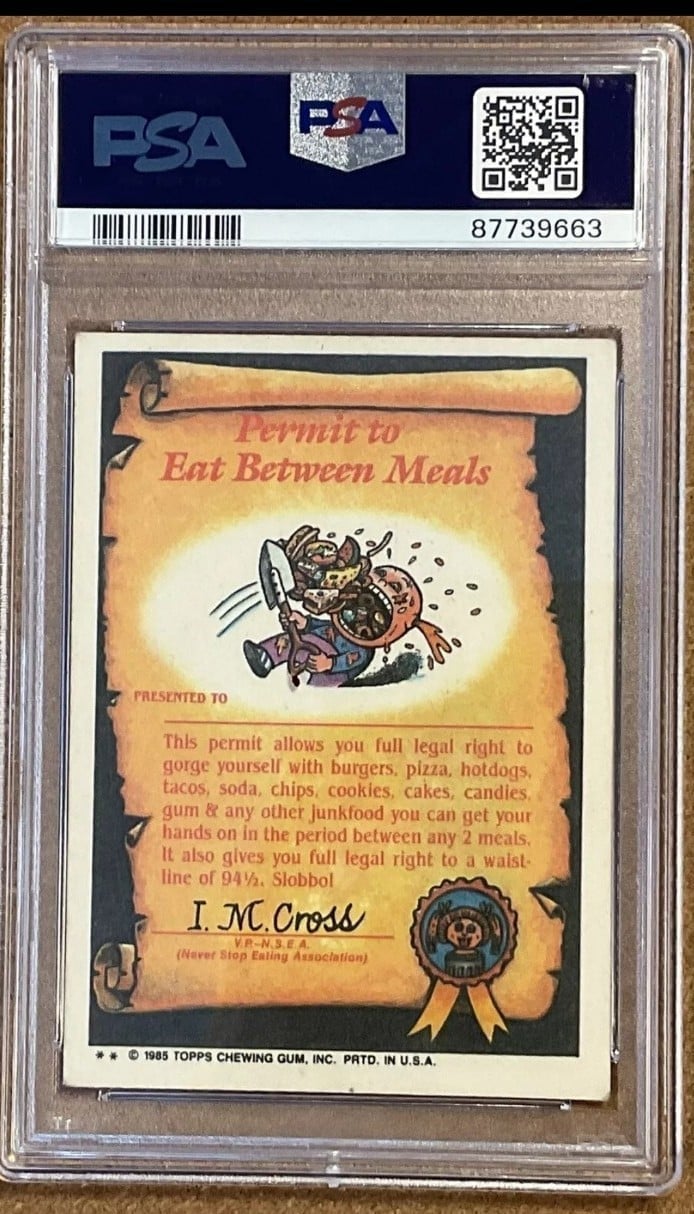 PSA
PSA
87739663
Permit to
Eat Between Meals
PRESENTED TO
This permit allows you full legal right to
gorge yourself with burgers, pizza, hotdogs,
tacos, soda, chips, cookies, cakes, candies,
gum & any other junkfood you can get your
hands on in the period between any 2 meals.
It also gives you full legal right to a waist-
line of 94½. Slobbo!
I. M. Cross
V.P.-N.S.E.A.
(Never Stop Eating Association)
** © 1985 TOPPS CHEWING GUM, INC. PRTD. IN U.S.A.